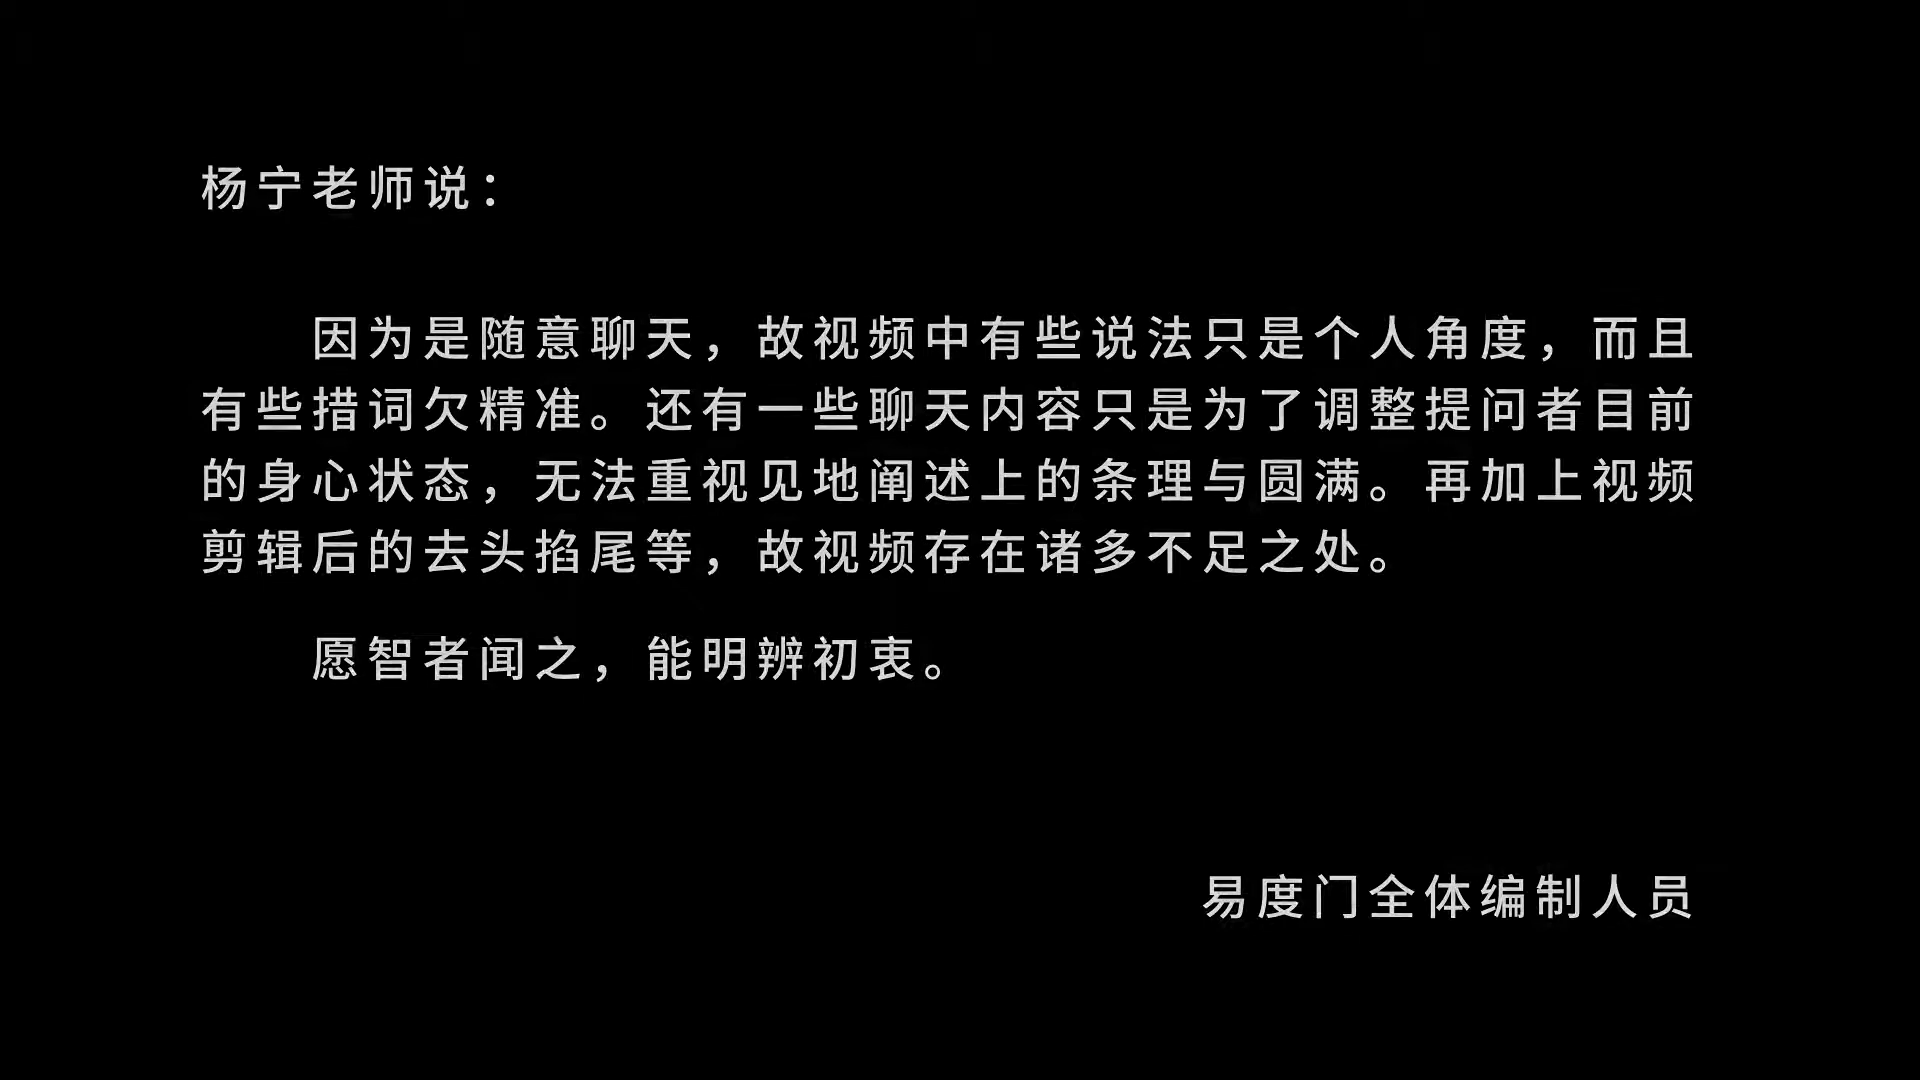 杨宁老师说：
因为是随意聊天，故视频中有些说法只是个人角度，而且
有些措词欠精准。还有一些聊天内容只是为了调整提问者目前
的身心状态，无法重视见地阐述上的条理与圆满。再加上视频
剪辑后的去头掐尾等，故视频存在诸多不足之处。
愿智者闻之，能明辨初衷。
易度门全体编制人员